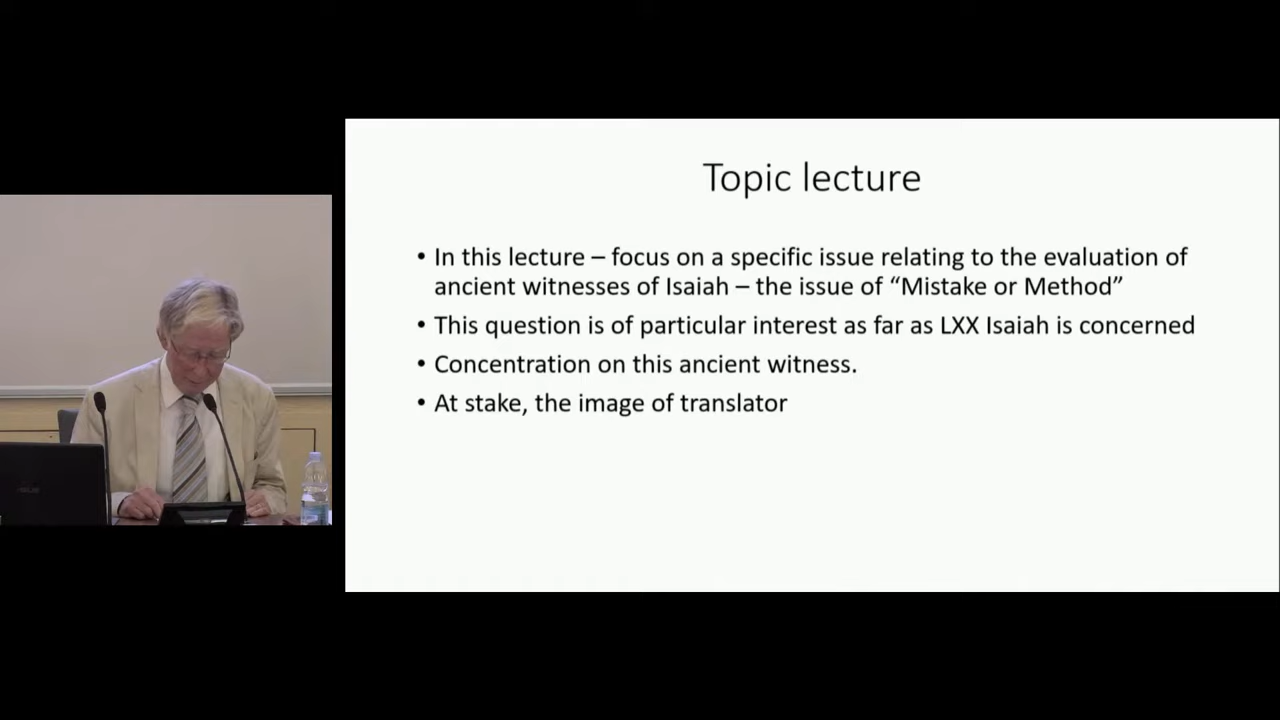 Topic lecture
• In this lecture – focus on a specific issue relating to the evaluation of
ancient witnesses of Isaiah – the issue of “Mistake or Method”
• This question is of particular interest as far as LXX Isaiah is concerned
• Concentration on this ancient witness.
• At stake, the image of translator